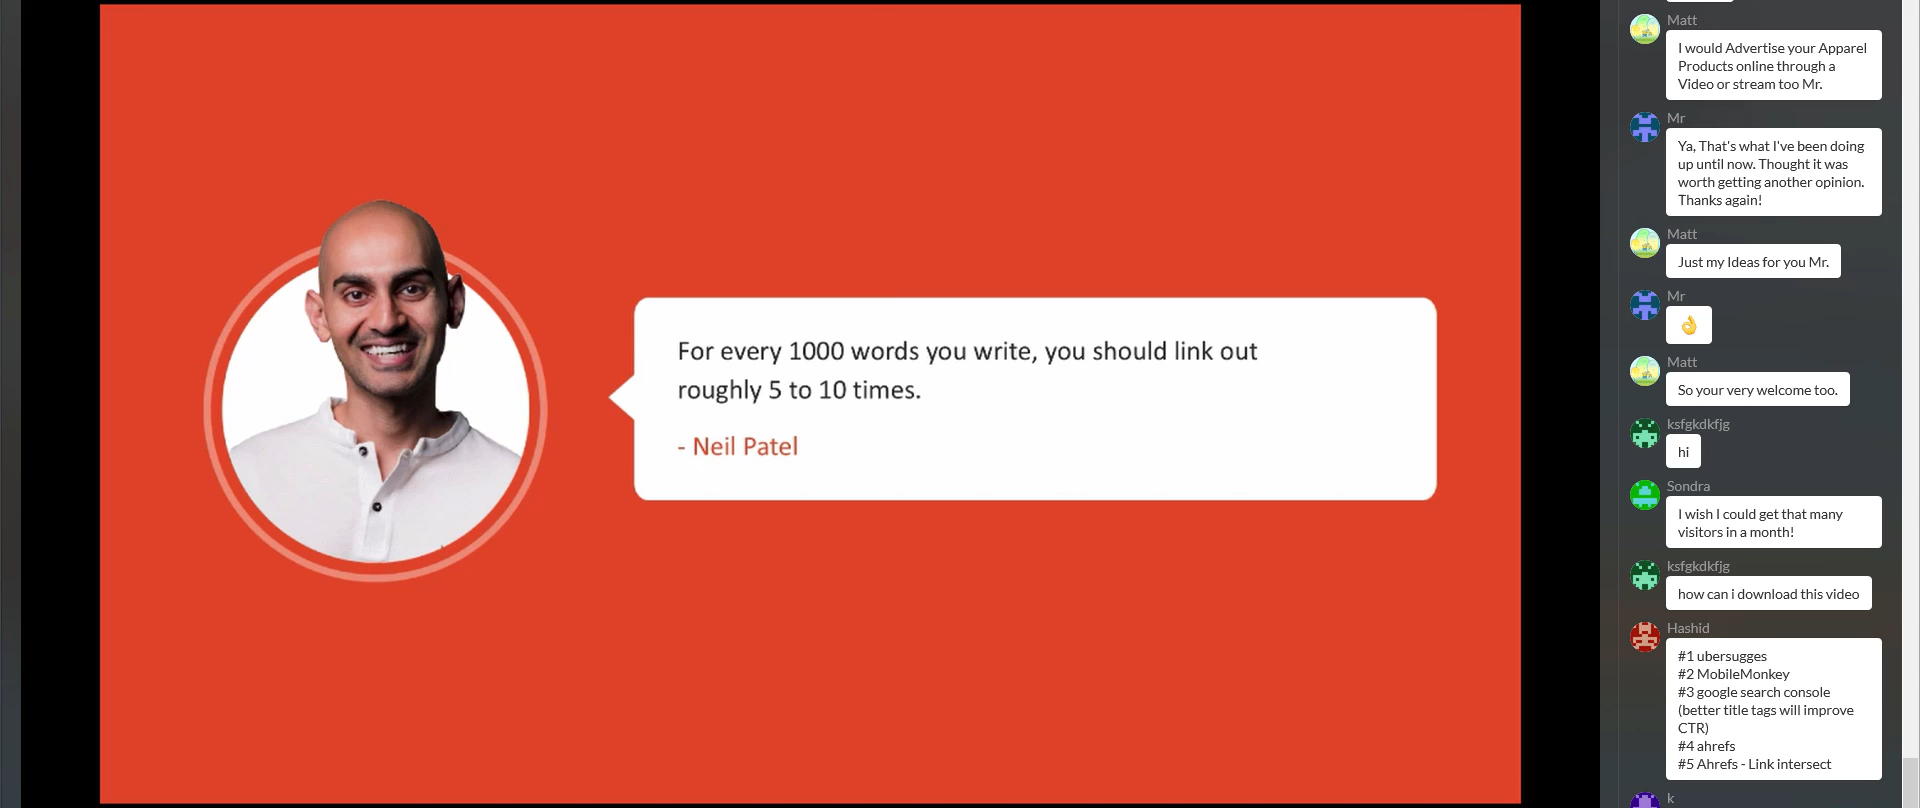 For every 1000 words you write, you should link out
roughly 5 to 10 times.
- Neil Patel
Matt
I would Advertise your Apparel
Products online through a
Video or stream too Mr.
Mr
Ya, That's what I've been doing
up until now. Thought it was
worth getting another opinion.
Thanks again!
Matt
Just my Ideas for you Mr.
Mr
👌
Matt
So your very welcome too.
ksfgkdkfjg
hi
Sondra
I wish I could get that many
visitors in a month!
ksfgkdkfjg
how can i download this video
Hashid
#1 ubersugges
#2 MobileMonkey
#3 google search console
(better title tags will improve
CTR)
#4 ahrefs
#5 Ahrefs - Link intersect
k